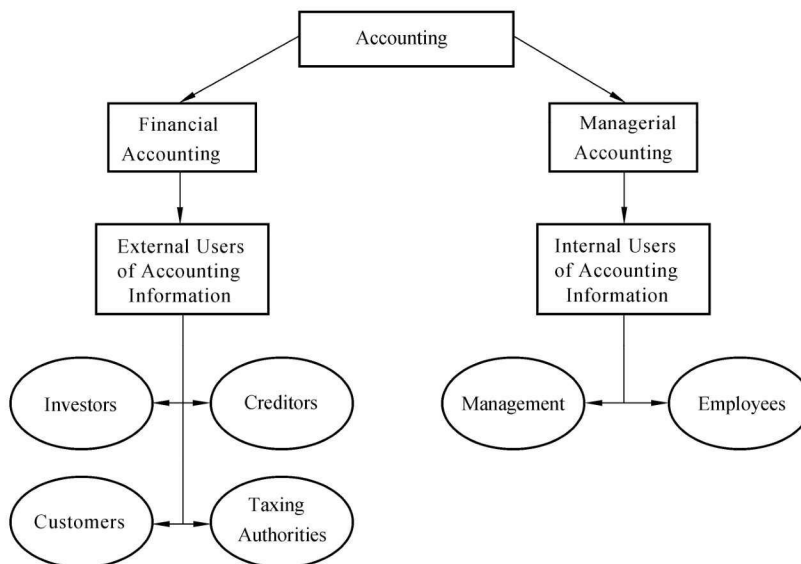 Accounting
Financial
Accounting
Managerial
Accounting
External Users
of Accounting
Information
Internal Users
of Accounting
Information
Investors
Creditors
Management
Employees
Customers
Taxing
Authorities